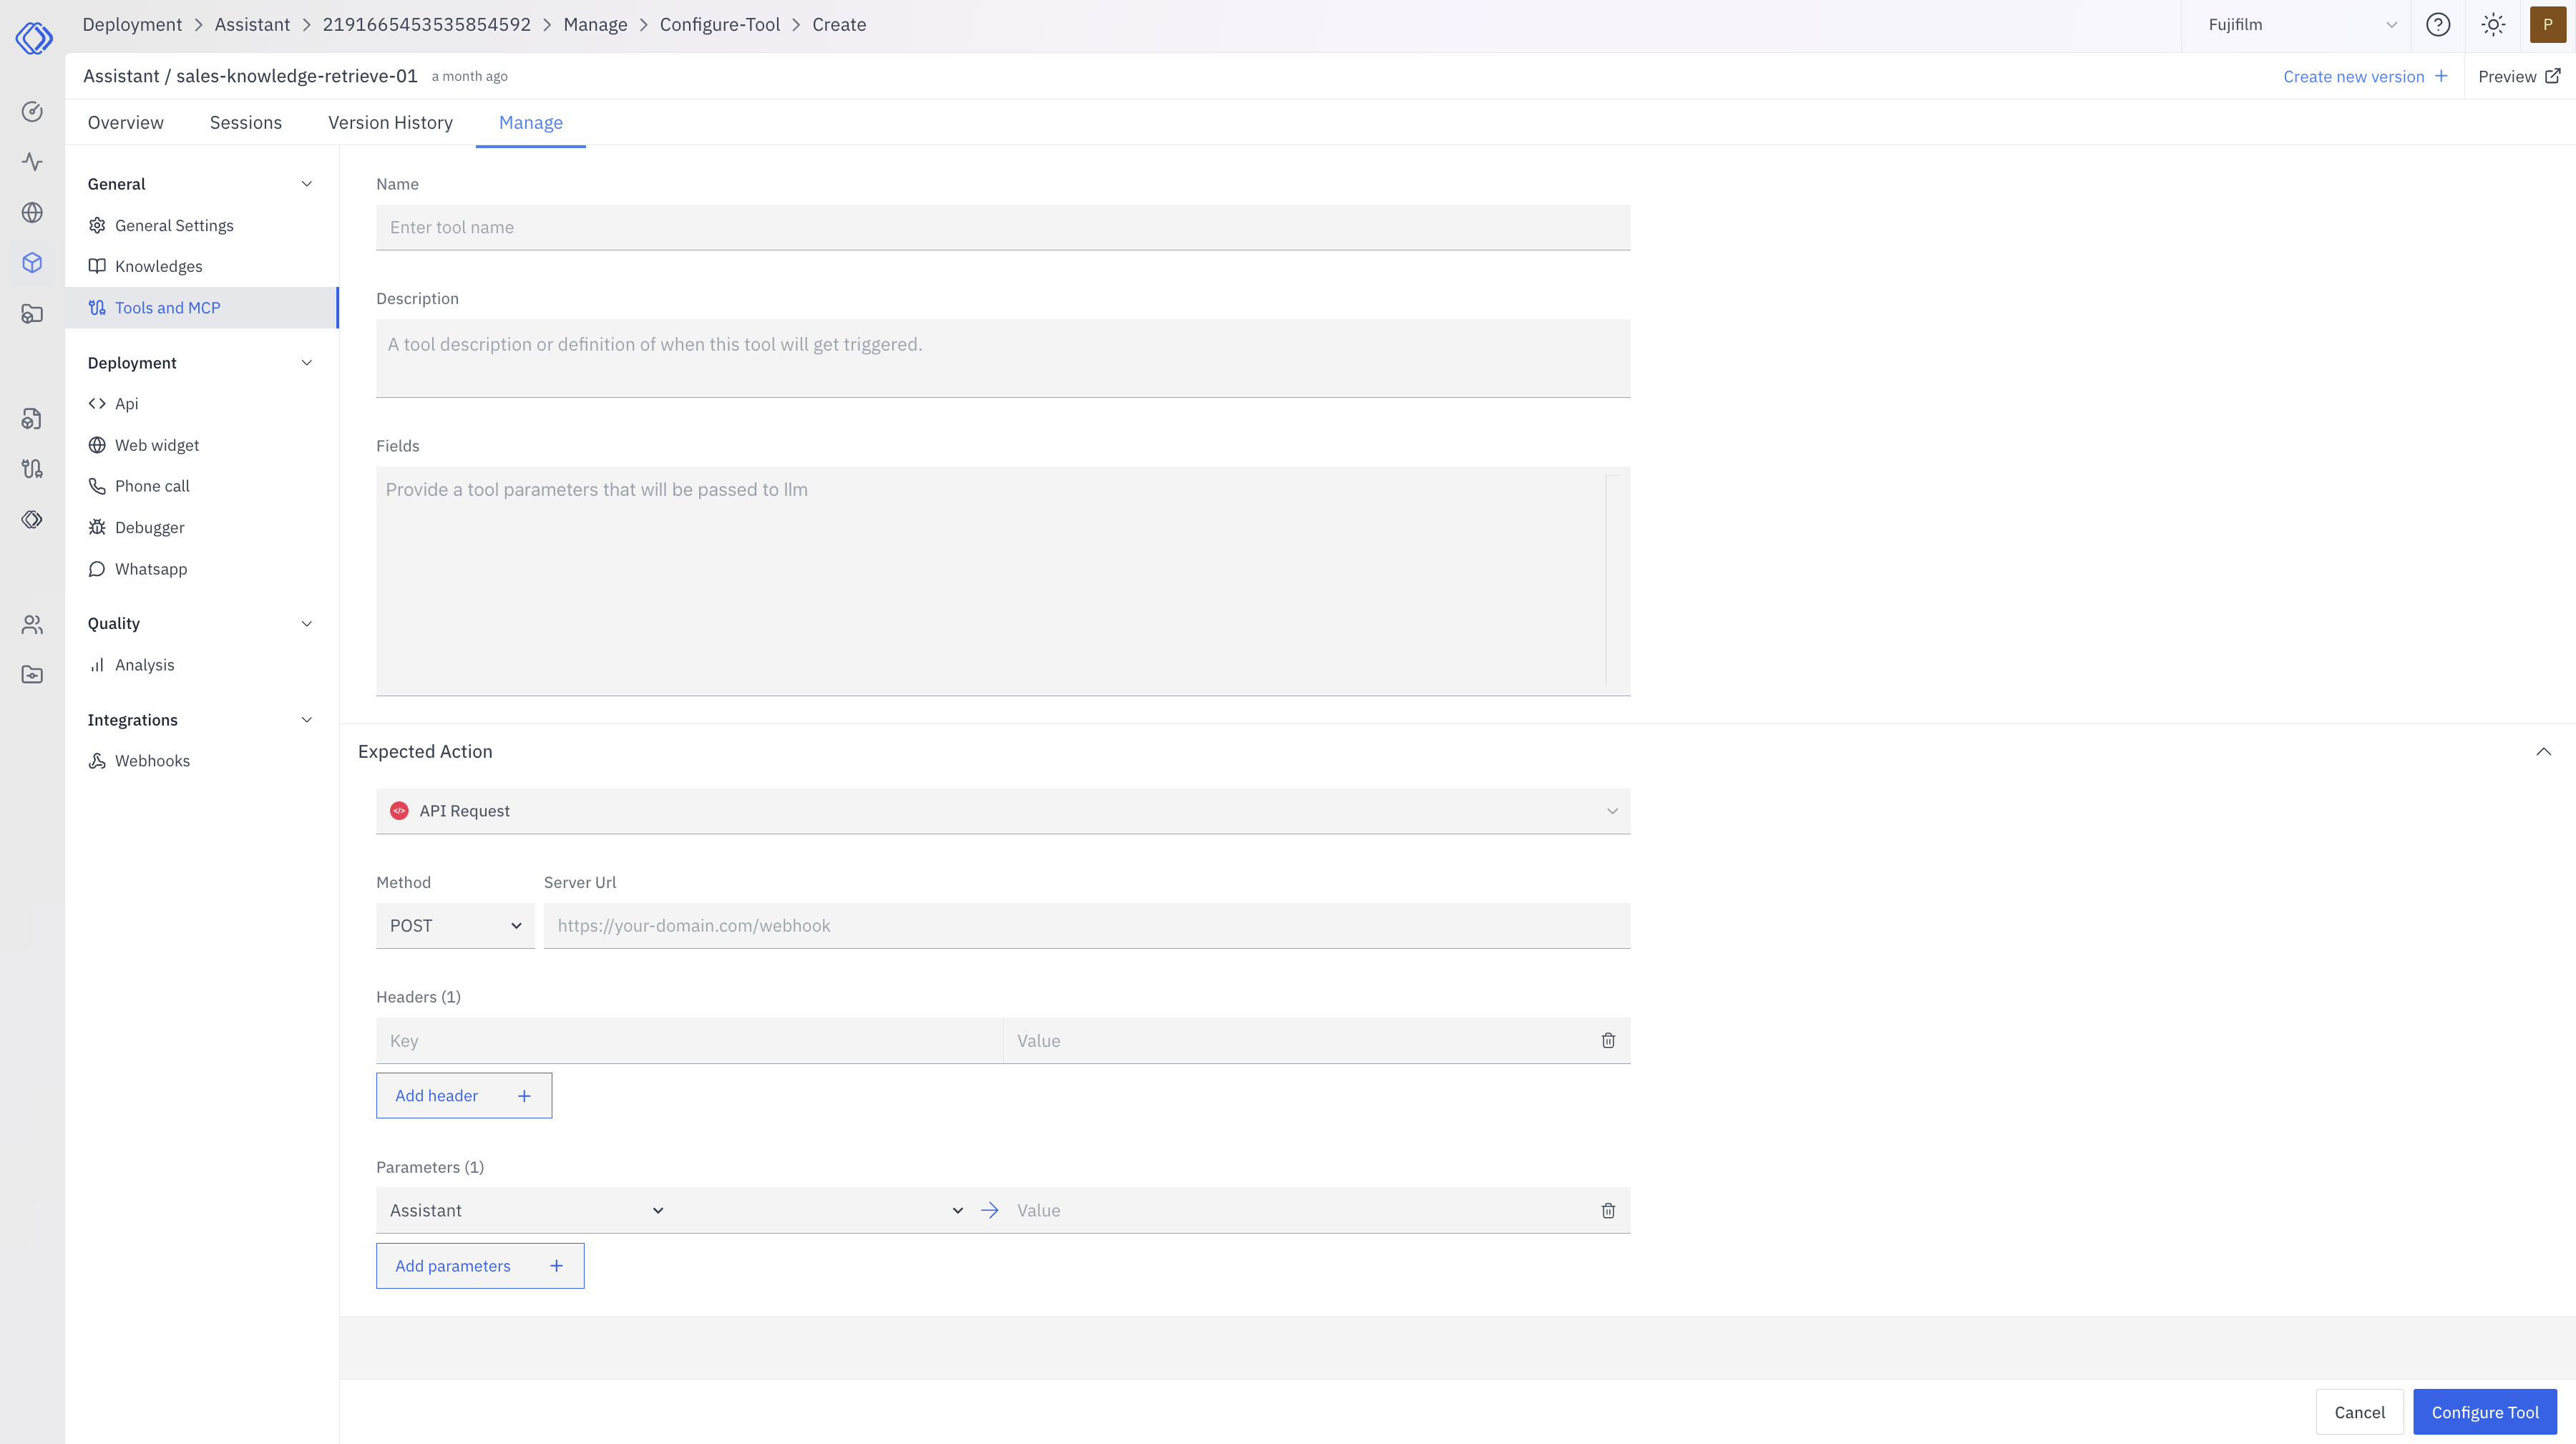 Deployment > Assistant > 2191665453535854592 > Manage > Configure-Tool > Create
Fujifilm
P
Assistant / sales-knowledge-retrieve-01 a month ago
Create new version +
Preview
Overview Sessions Version History Manage
General
General Settings
Knowledges
Tools and MCP
Deployment
Api
Web widget
Phone call
Debugger
Whatsapp
Quality
Analysis
Integrations
Webhooks
Name
Enter tool name
Description
A tool description or definition of when this tool will get triggered.
Fields
Provide a tool parameters that will be passed to llm
Expected Action
API Request
Method Server Url
POST https://your-domain.com/webhook
Headers (1)
Key Value
Add header +
Parameters (1)
Assistant Value
Add parameters +
Cancel Configure Tool